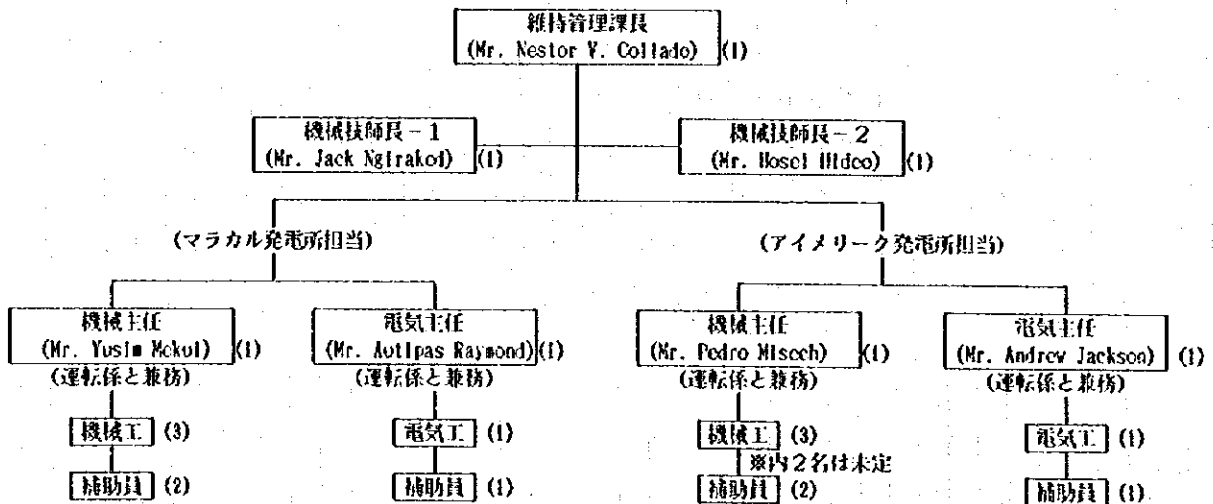 維持管理課長
(Mr. Nestor V. Collado) (1)
機械技師長-1
(Mr. Jack Ngirakol) (1)
機械技師長-2
(Mr. Hosei Hideo) (1)
(マラカル発電所担当)
(アイメリーク発電所担当)
機械主任
(Mr. Yusim Mekui) (1)
(運転係と兼務)
電気主任
(Mr. Autipas Raymond) (1)
(運転係と兼務)
機械主任
(Mr. Pedro Misech) (1)
(運転係と兼務)
電気主任
(Mr. Andrew Jackson) (1)
(運転係と兼務)
機械工 (3)
電気工 (1)
機械工 (3)
※内2名は未定
電気工 (1)
補助員 (2)
補助員 (1)
補助員 (2)
補助員 (1)